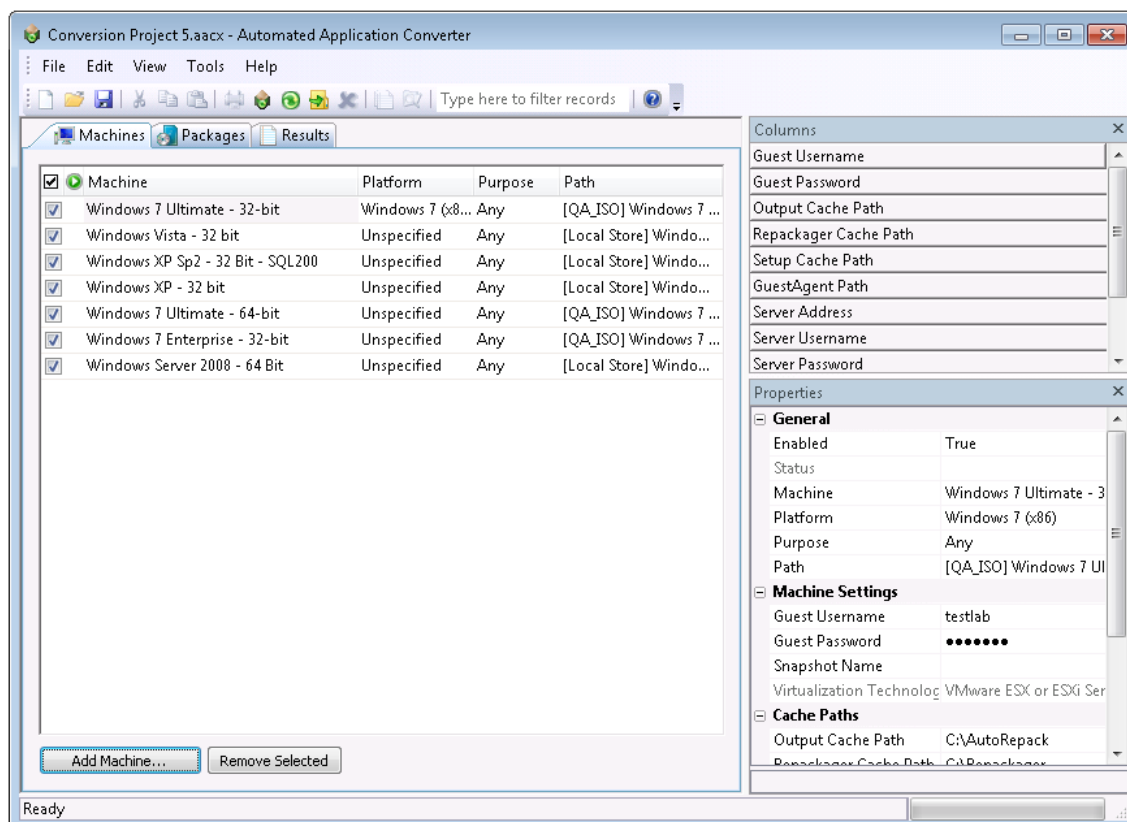 Conversion Project 5.aacx - Automated Application Converter
File Edit View Tools Help
Type here to filter records
Machines Packages Results
Machine Platform Purpose Path
Windows 7 Ultimate - 32-bit Windows 7 (x8... Any [QA_ISO] Windows 7 ...
Windows Vista - 32 bit Unspecified Any [Local Store] Windo...
Windows XP Sp2 - 32 Bit - SQL200 Unspecified Any [Local Store] Windo...
Windows XP - 32 bit Unspecified Any [Local Store] Windo...
Windows 7 Ultimate - 64-bit Unspecified Any [QA_ISO] Windows 7 ...
Windows 7 Enterprise - 32-bit Unspecified Any [QA_ISO] Windows 7 ...
Windows Server 2008 - 64 Bit Unspecified Any [Local Store] Windo...
Add Machine... Remove Selected
Columns
Guest Username
Guest Password
Output Cache Path
Repackager Cache Path
Setup Cache Path
GuestAgent Path
Server Address
Server Username
Server Password
Properties
General
Enabled True
Status
Machine Windows 7 Ultimate - 3
Platform Windows 7 (x86)
Purpose Any
Path [QA_ISO] Windows 7 Ul
Machine Settings
Guest Username testlab
Guest Password ●●●●●●●
Snapshot Name
Virtualization Technolog VMware ESX or ESXi Ser
Cache Paths
Output Cache Path C:\AutoRepack
Repackager Cache Path C:\Repackager
Ready